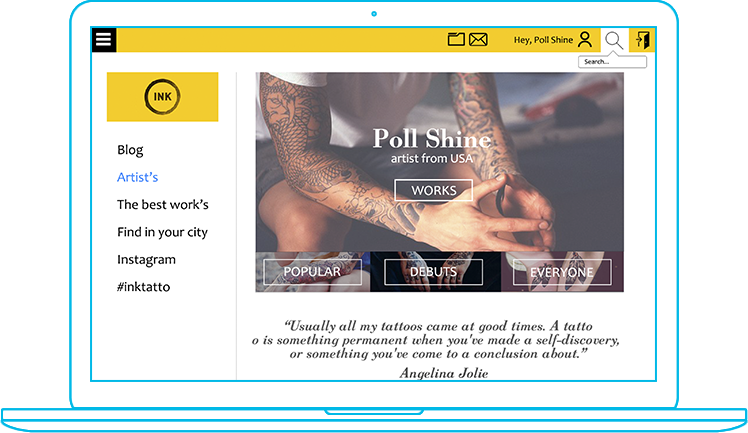 Hey, Poll Shine
Search...
INK
Blog
Artist's
The best work's
Find in your city
Instagram
#inktatto
Poll Shine
artist from USA
WORKS
POPULAR
DEBUTS
EVERYONE
“Usually all my tattoos came at good times. A tatto
o is something permanent when you've made a self-discovery,
or something you've come to a conclusion about.”
Angelina Jolie